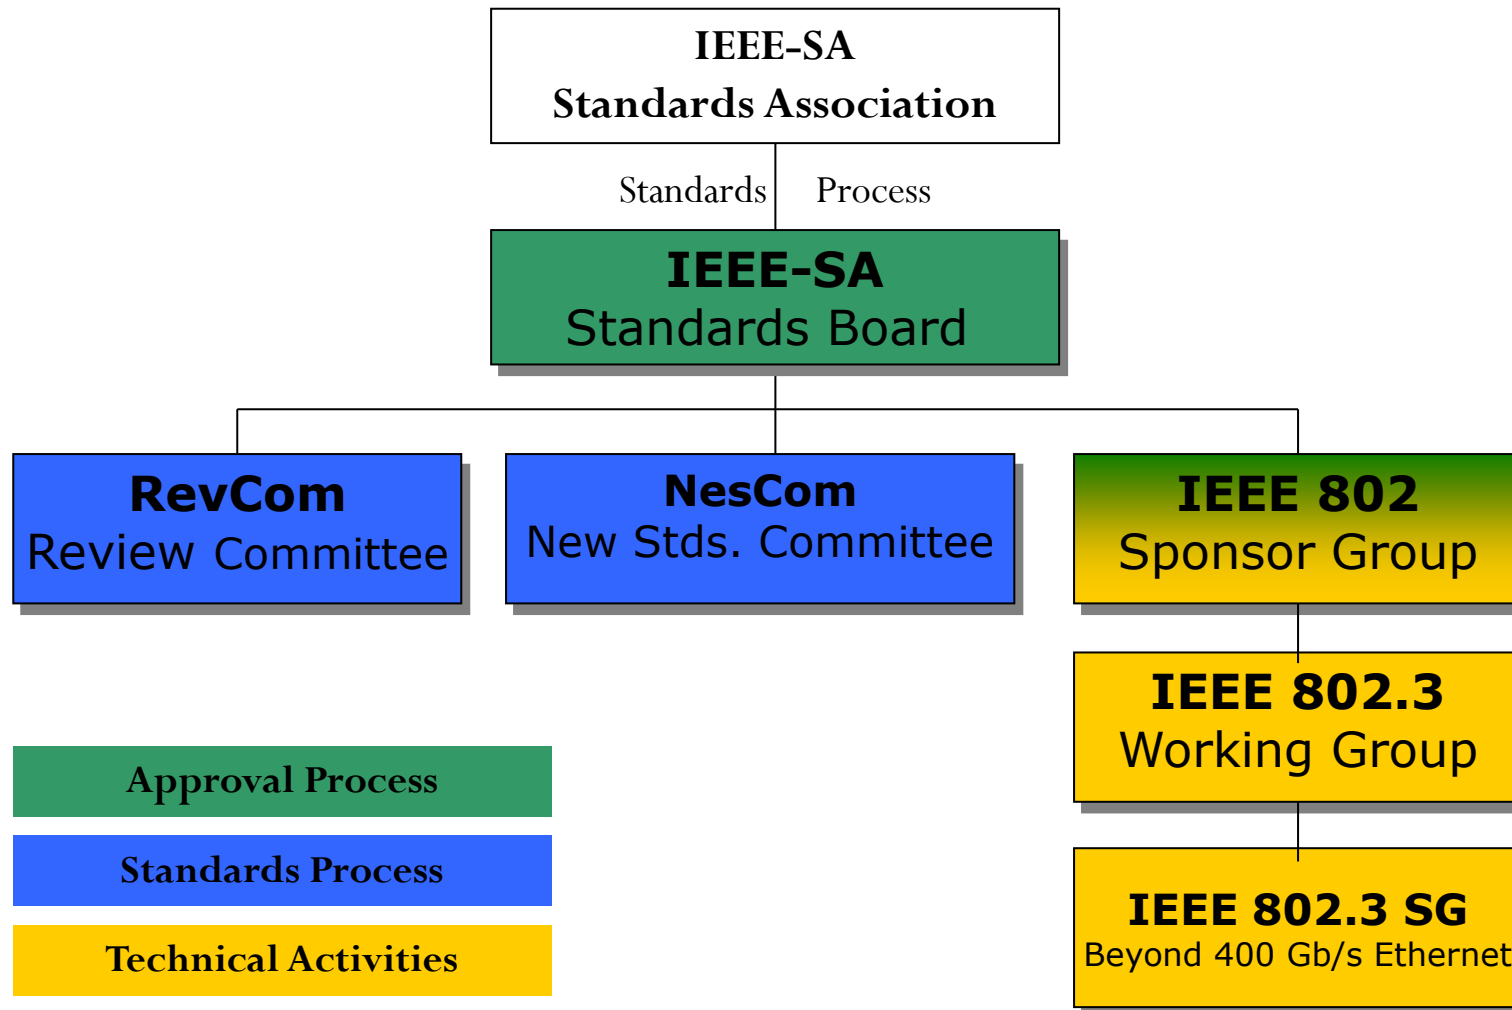 IEEE-SA
Standards Association
Standards Process
IEEE-SA
Standards Board
RevCom
Review Committee
NesCom
New Stds. Committee
IEEE 802
Sponsor Group
IEEE 802.3
Working Group
IEEE 802.3 SG
Beyond 400 Gb/s Ethernet
Approval Process
Standards Process
Technical Activities